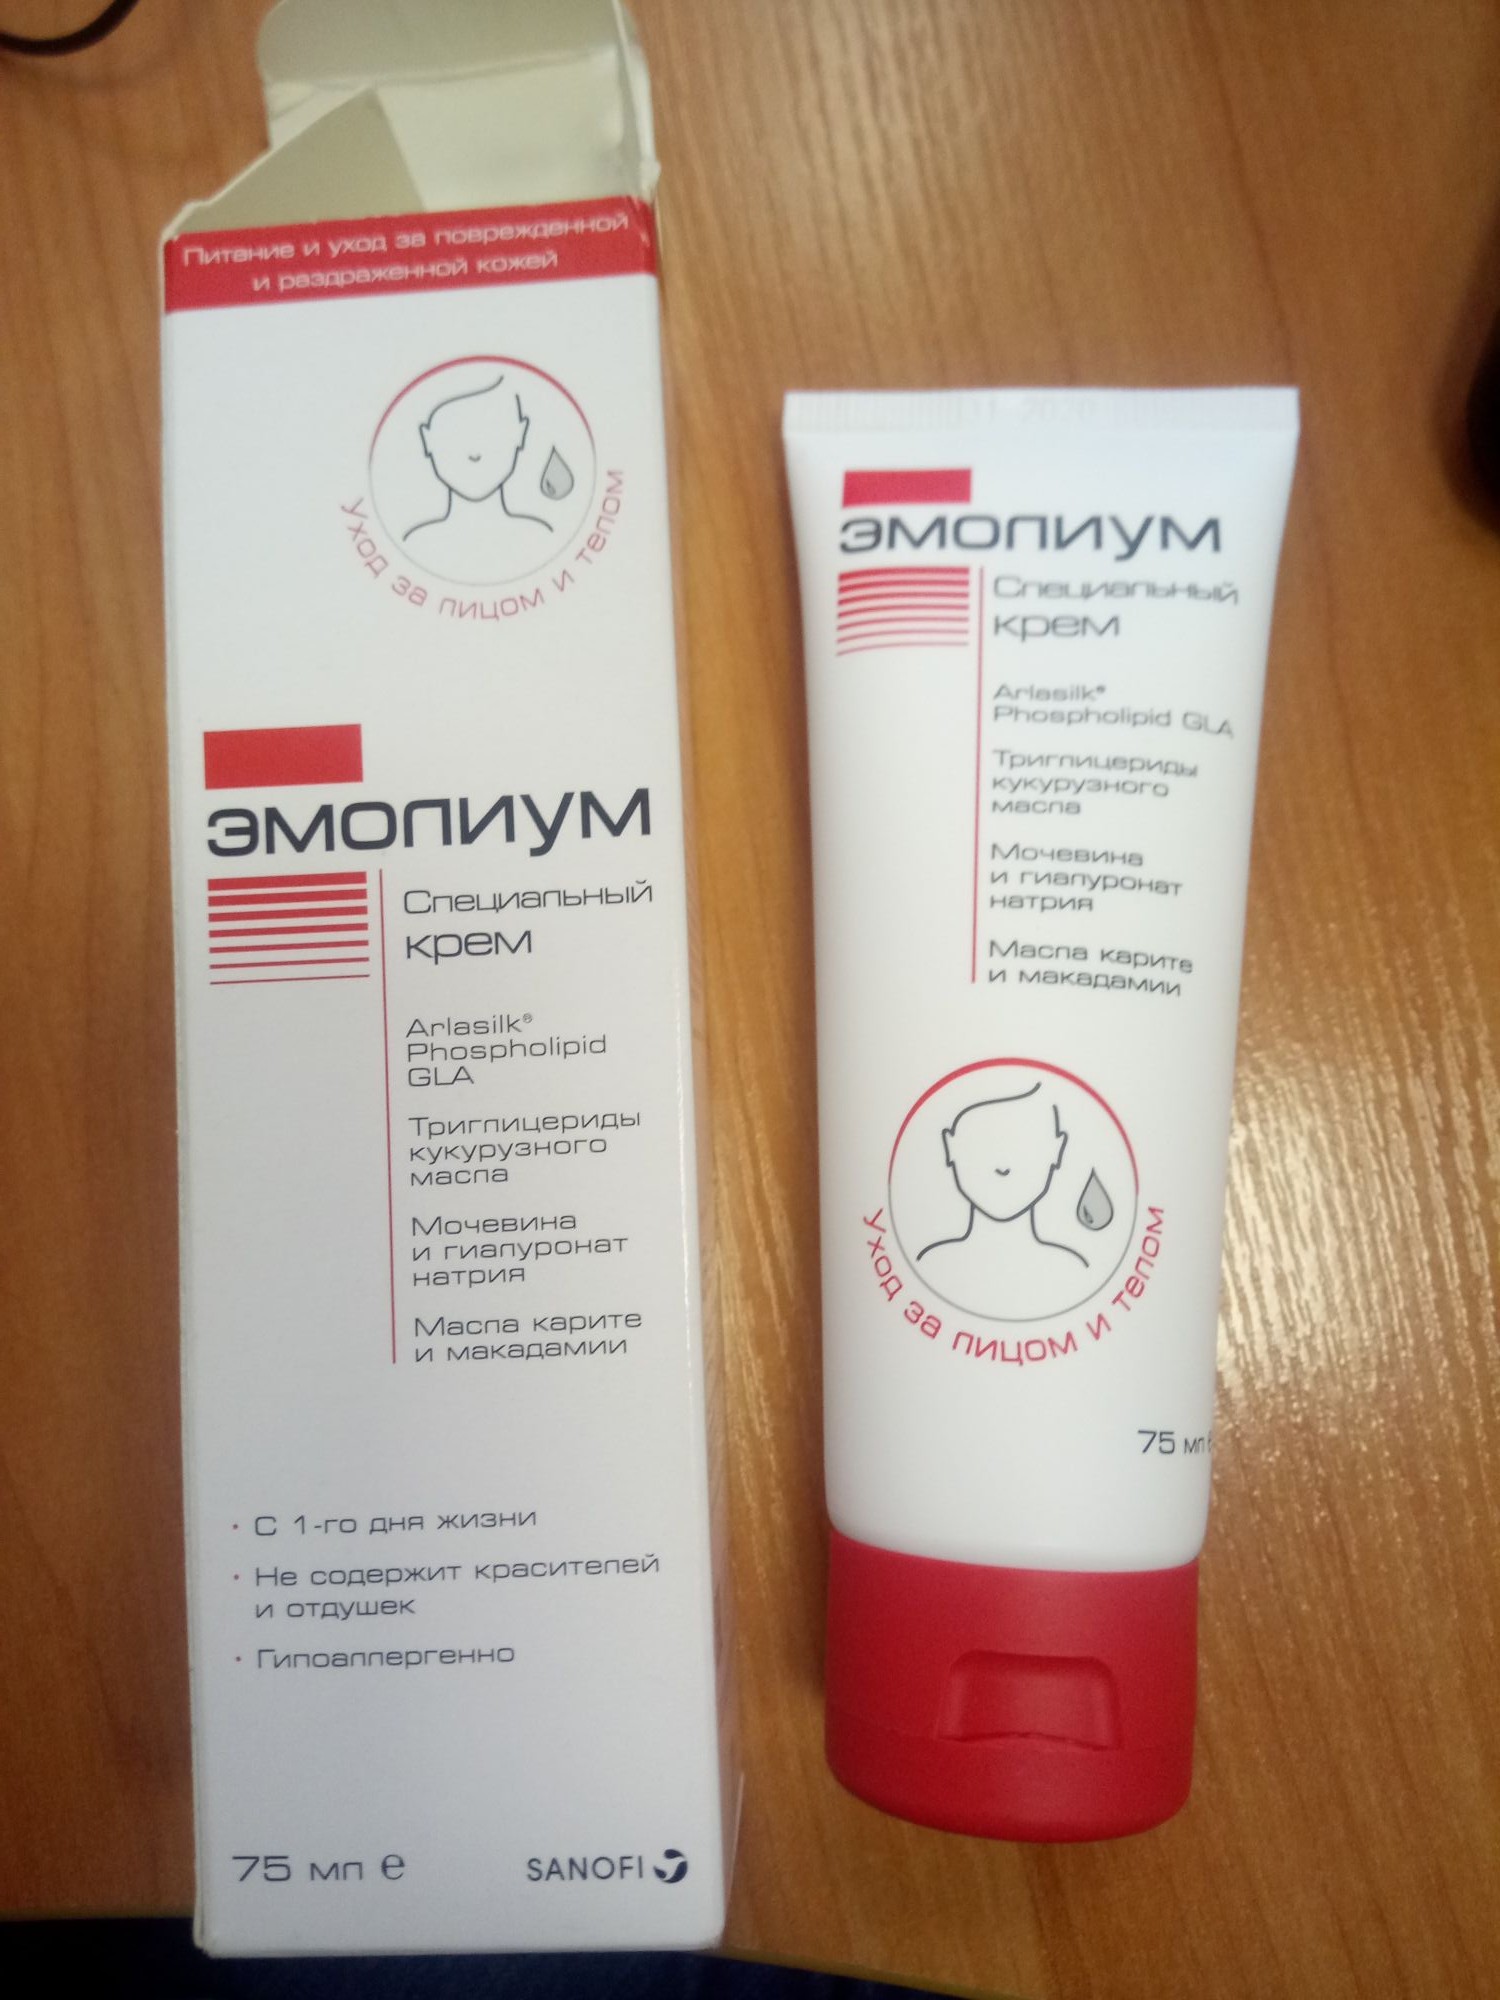 Питание и уход за поврежденной
и раздраженной кожей
Уход за лицом и телом
эмолиум
Специальный
крем
Arlasilk®
Phospholipid
GLA
Триглицериды
кукурузного
масла
Мочевина
и гиалуронат
натрия
Масла карите
и макадамии
· С 1-го дня жизни
· Не содержит красителей
и отдушек
· Гипоаллергенно
75 мл е
SANOFI
эмолиум
Специальный
крем
Arlasilk®
Phospholipid GLA
Триглицериды
кукурузного
масла
Мочевина
и гиалуронат
натрия
Масла карите
и макадамии
Уход за лицом и телом
75 мл